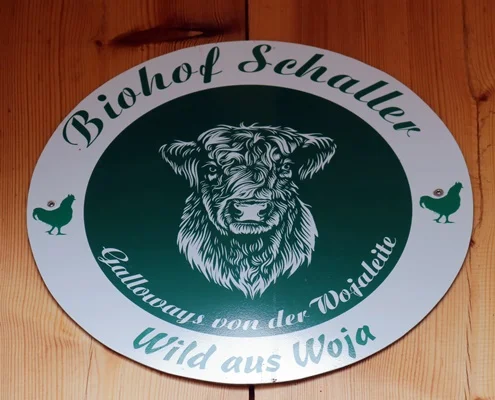 Biohof Schaller
Galloways von der Wojaleite
Wild aus Woja